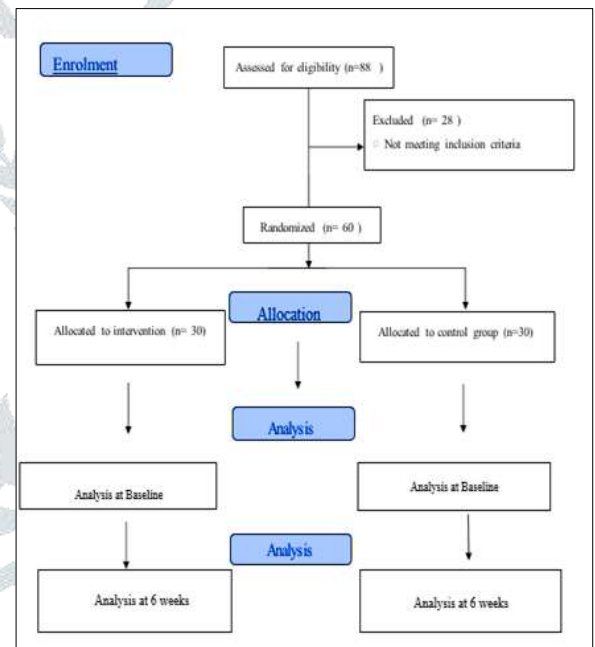 Enrolment
Assessed for eligibility (n=88 )
Excluded (n= 28 )
Not meeting inclusion criteria
Randomized (n= 60 )
Allocation
Allocated to intervention (n= 30)
Allocated to control group (n=30)
Analysis
Analysis at Baseline
Analysis at Baseline
Analysis
Analysis at 6 weeks
Analysis at 6 weeks